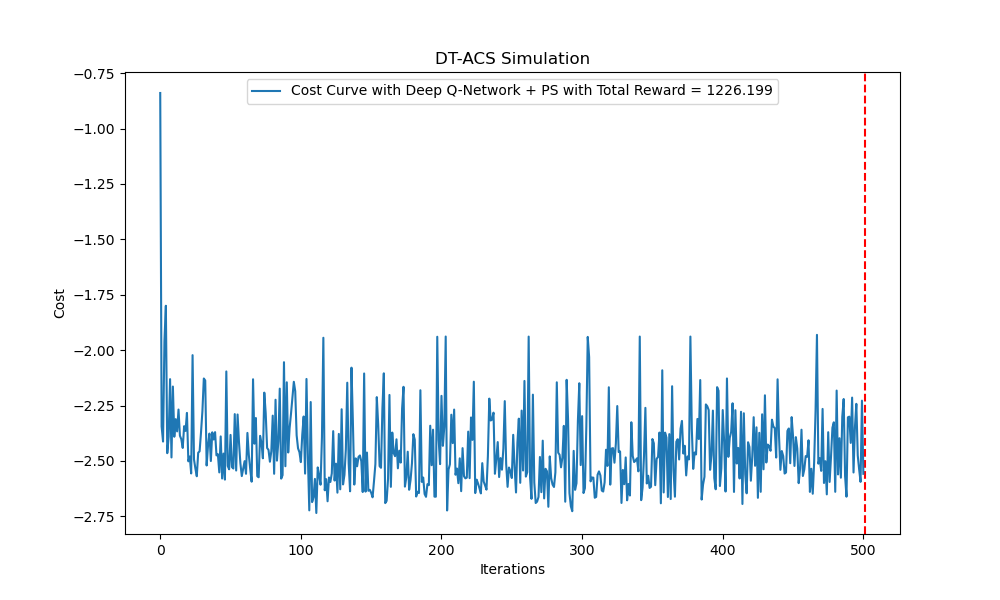 DT-ACS Simulation
Cost Curve with Deep Q-Network + PS with Total Reward = 1226.199
−0.75
−1.00
−1.25
−1.50
−1.75
−2.00
−2.25
−2.50
−2.75
Cost
0 100 200 300 400 500
Iterations